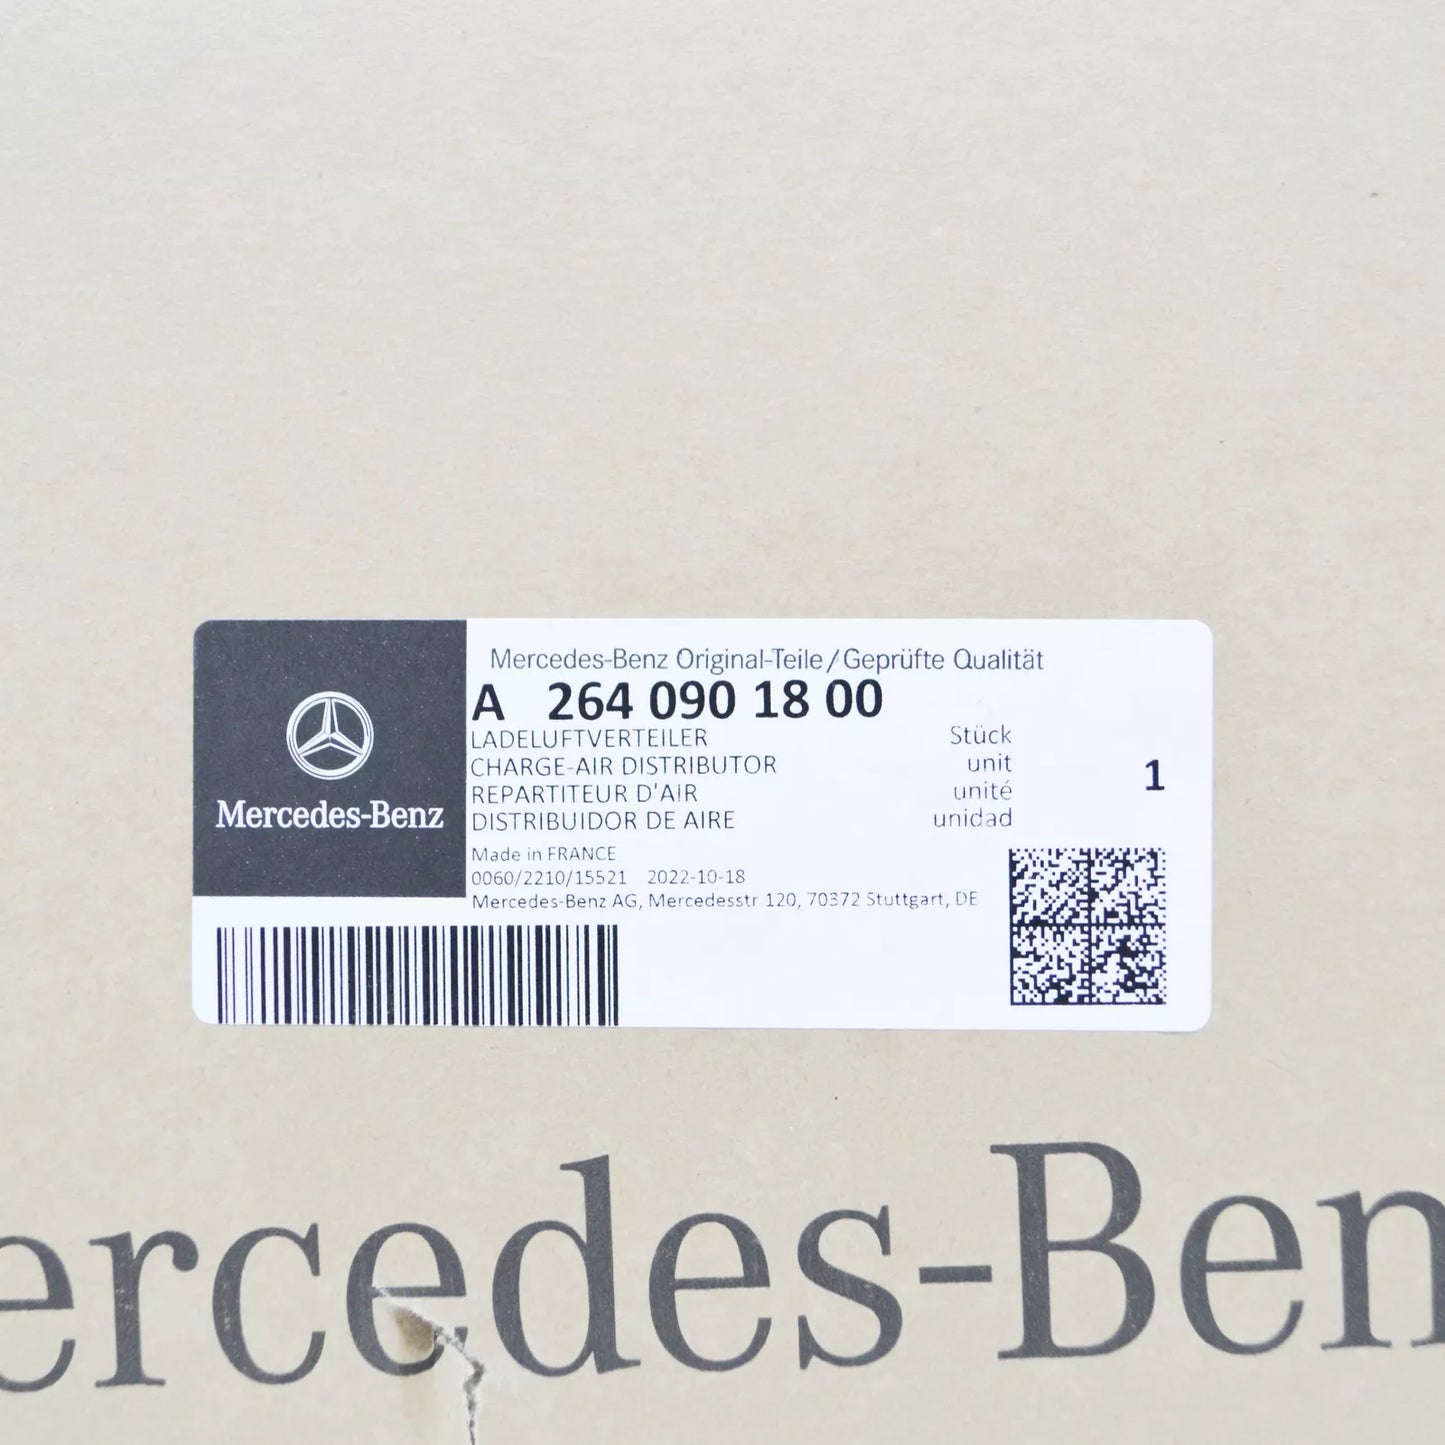 Mercedes-Benz
Mercedes-Benz Original-Teile/Geprüfte Qualität
A 264 090 18 00
LADELUFTVERTEILER Stück
CHARGE-AIR DISTRIBUTOR unit
REPARTITEUR D'AIR unité
DISTRIBUIDOR DE AIRE unidad
1
Made in FRANCE
0060/2210/15521 2022-10-18
Mercedes-Benz AG, Mercedesstr 120, 70372 Stuttgart, DE
ercedes-Ben